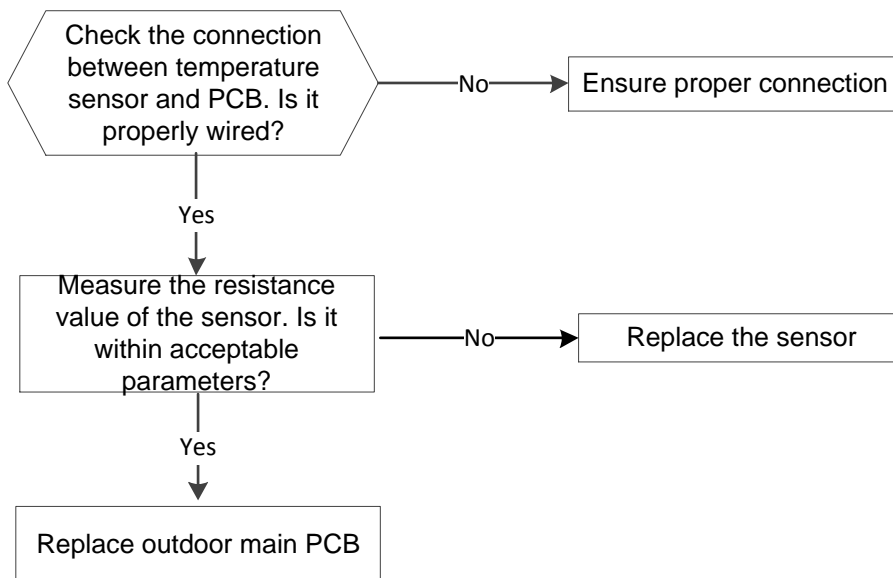 Check the connection
between temperature
sensor and PCB. Is it
properly wired?
No
Ensure proper connection
Yes
Measure the resistance
value of the sensor. Is it
within acceptable
parameters?
No
Replace the sensor
Yes
Replace outdoor main PCB